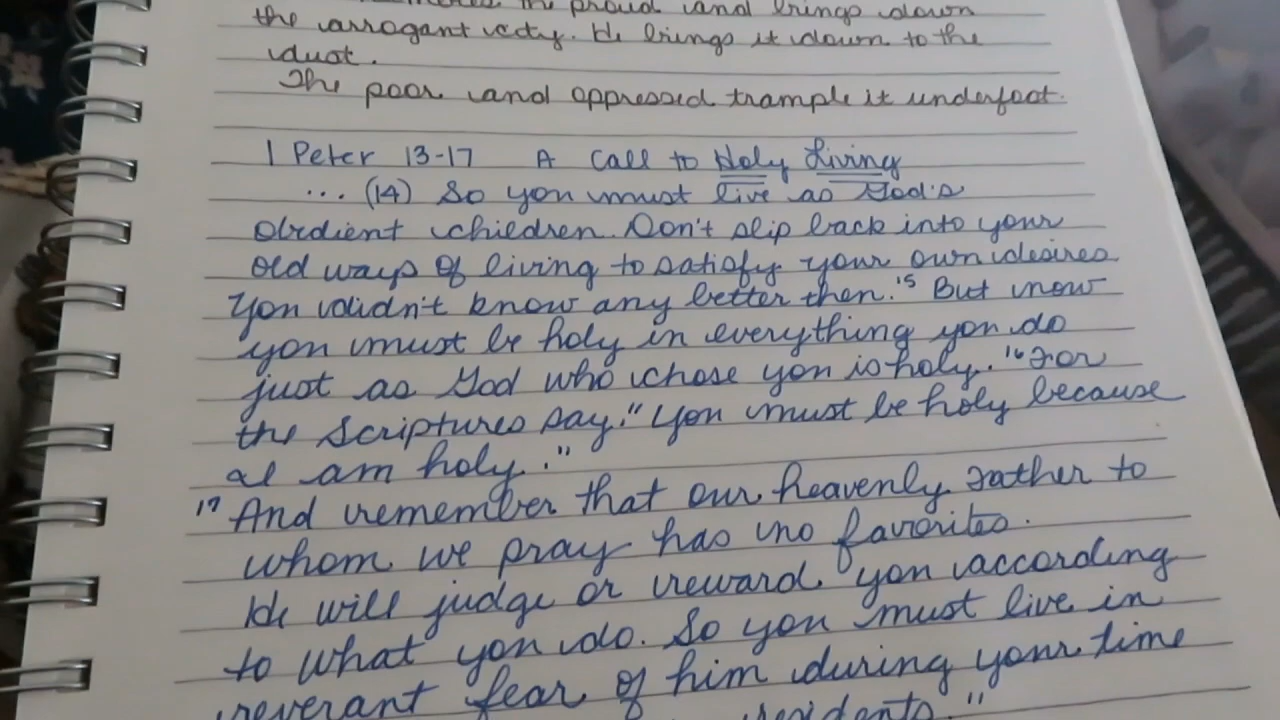 the proud and brings down
the arrogant city. He brings it down to the
dust.
The poor and oppressed trample it underfoot.
1 Peter 13-17 A Call to Holy Living
... (14) So you must live as God's
obedient children. Don't slip back into your
old ways of living to satisfy your own desires
You didn't know any better then. 15 But now
you must be holy in everything you do
just as God who chose you is holy. 16 "For
the Scriptures say." You must be holy because
I am holy."
17 And remember that our heavenly Father to
whom we pray has no favorites.
He will judge or reward you according
to what you do. So you must live in
reverant fear of him during your time
residents."